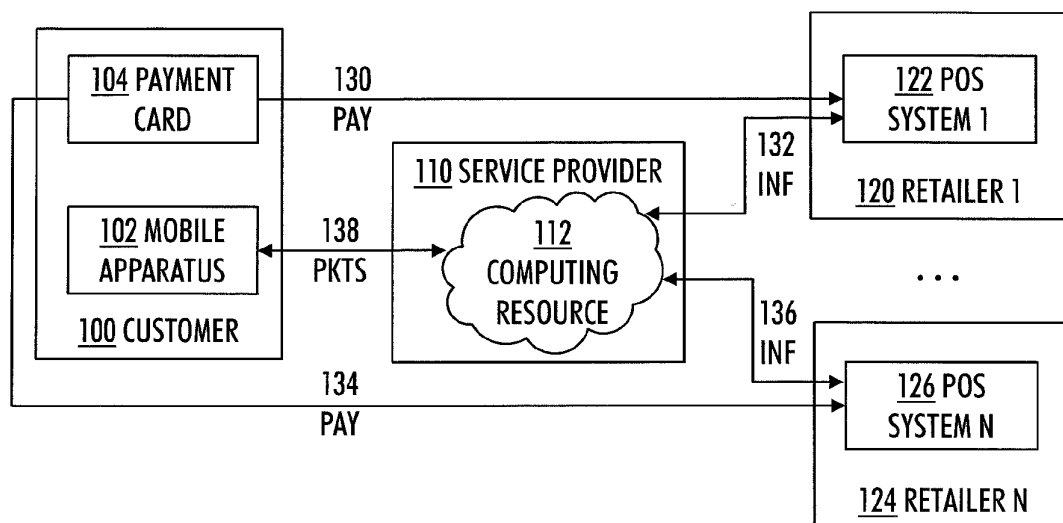 104 PAYMENT
CARD
130
PAY
122 POS
SYSTEM 1
132
INF
120 RETAILER 1
110 SERVICE PROVIDER
112
COMPUTING
RESOURCE
102 MOBILE
APPARATUS
138
PKTS
100 CUSTOMER
...
136
INF
134
PAY
126 POS
SYSTEM N
124 RETAILER N